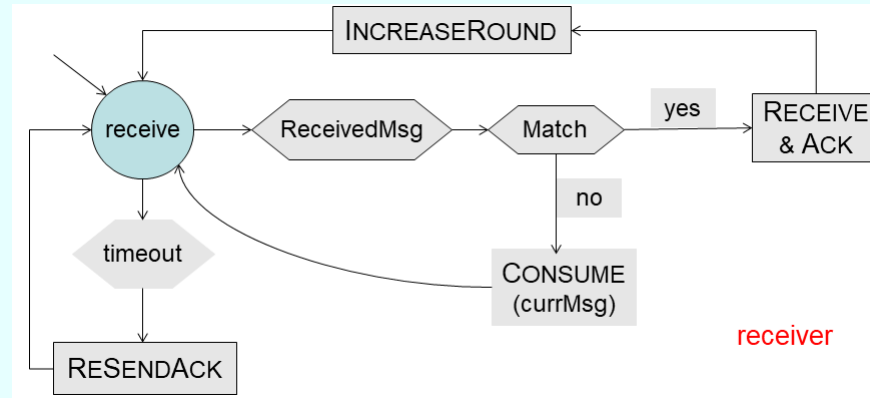 INCREASEROUND
receive
ReceivedMsg
Match
yes
RECEIVE
& ACK
no
timeout
CONSUME
(currMsg)
receiver
RESENDACK